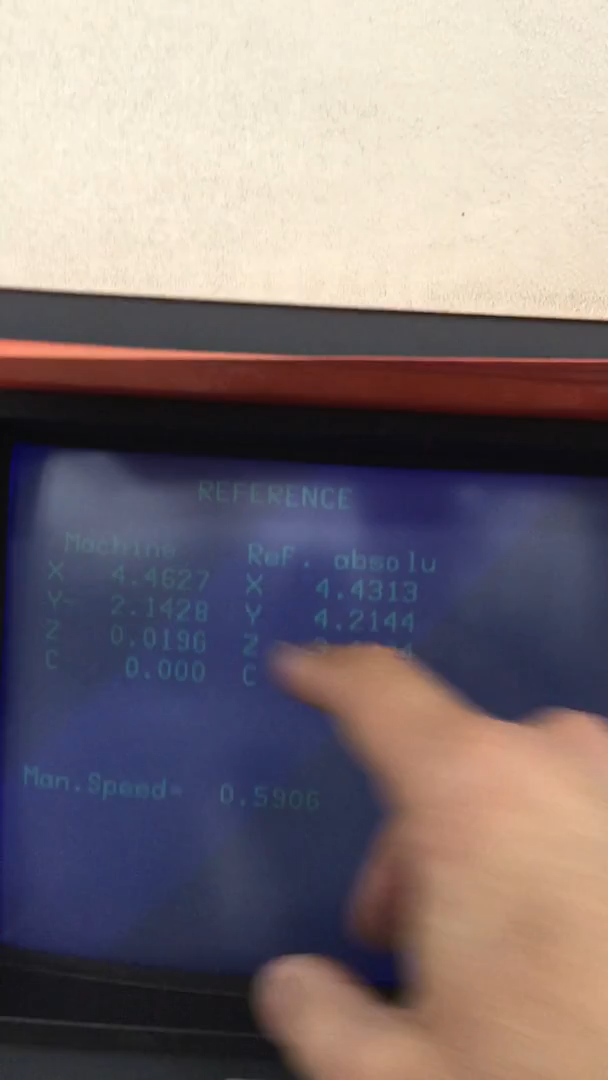 REFERENCE
Machine Ref. absolu
X 4.4627 X 4.4313
Y- 2.1428 Y 4.2144
Z 0.0196 Z
C 0.000 C
Man.Speed= 0.5906